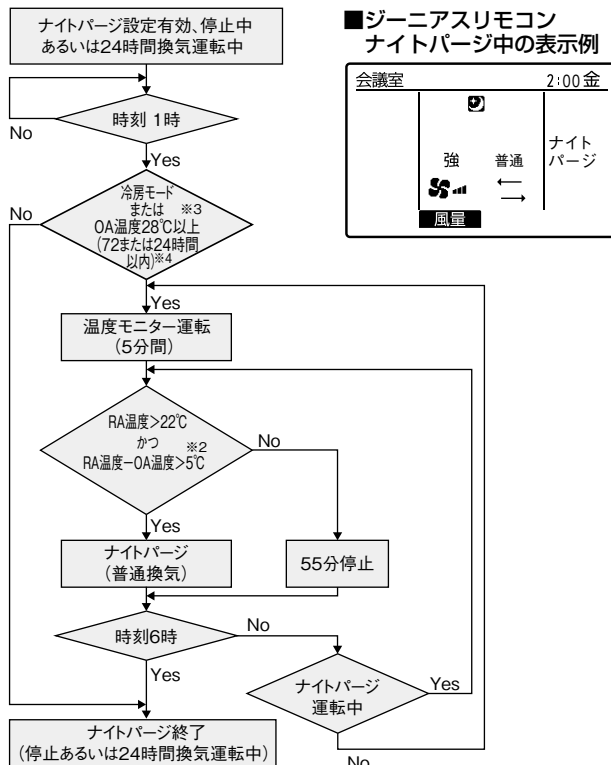 ナイトパージ設定有効、停止中
あるいは24時間換気運転中
No
時刻 1時
Yes
冷房モード
または ※3
OA温度28℃以上
(72または24時間
以内)※4
No
Yes
温度モニター運転
(5分間)
RA温度>22℃
かつ ※2
RA温度−OA温度>5℃
No
Yes
ナイトパージ
(普通換気)
55分停止
時刻6時
No
Yes
ナイトパージ
運転中
Yes
No
ナイトパージ終了
(停止あるいは24時間換気運転中)
■ジーニアスリモコン
ナイトパージ中の表示例
会議室 2:00 金
強 普通
ナイト
パージ
風量